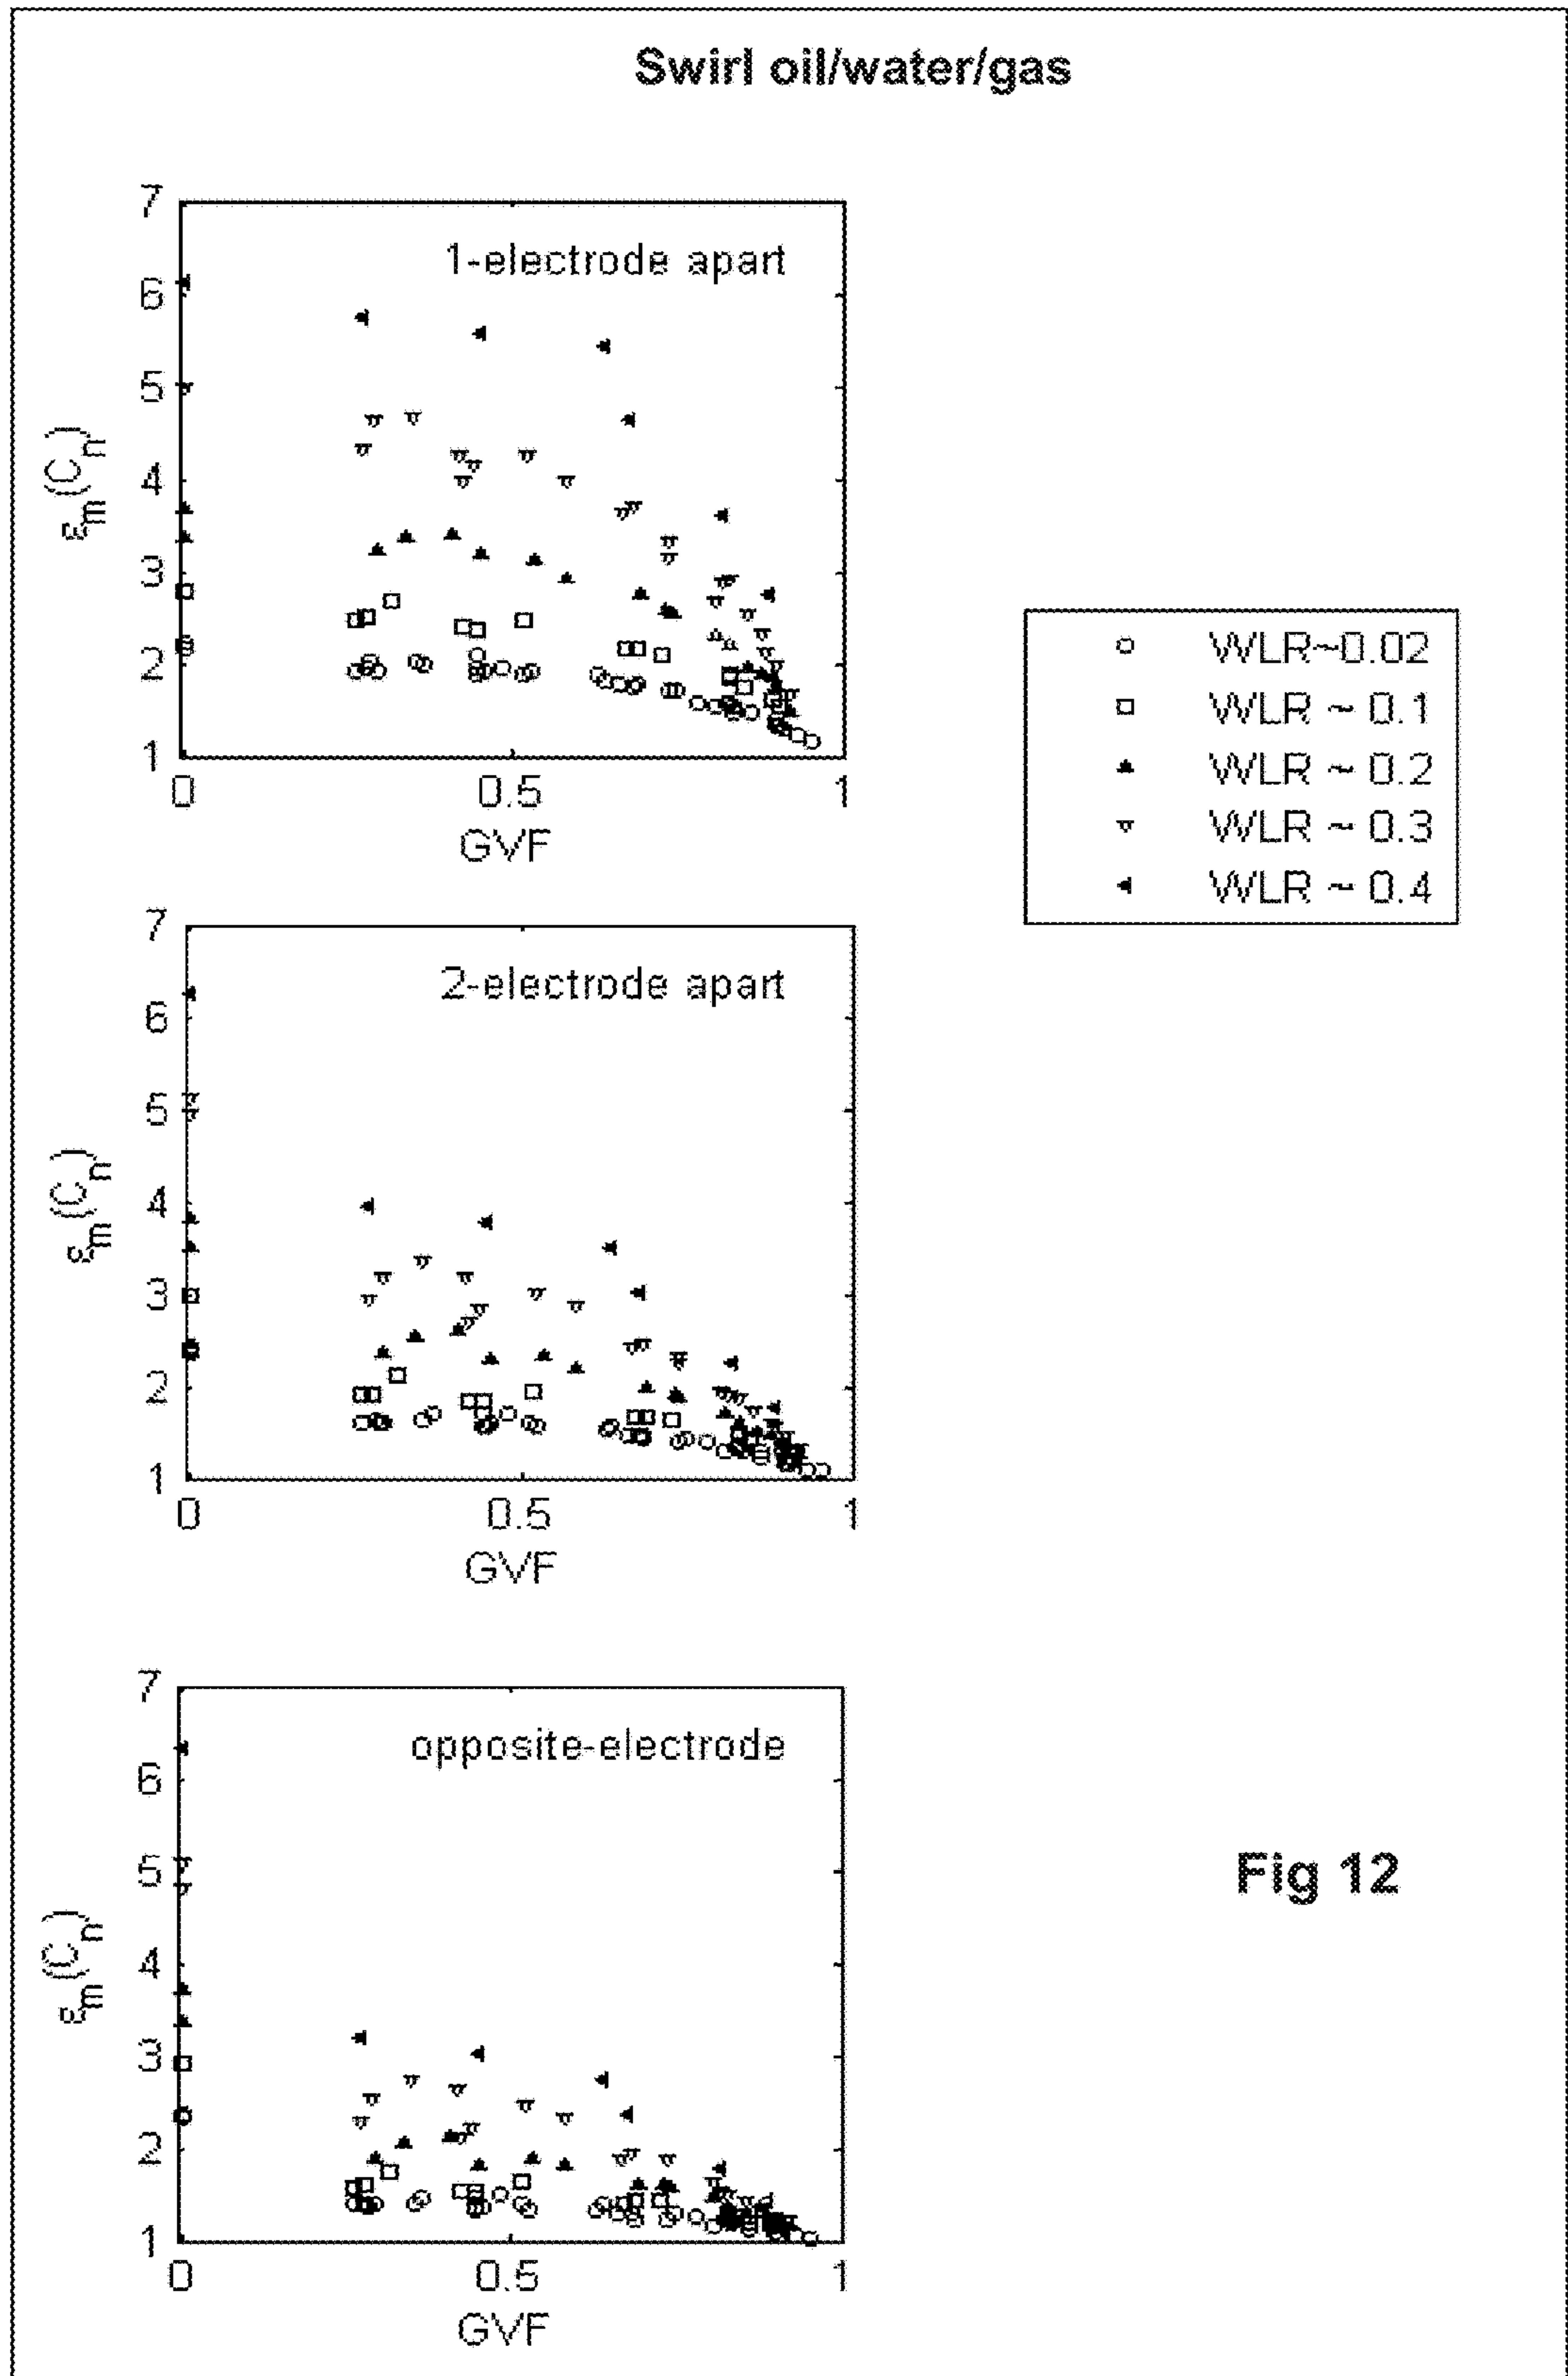 Swirl oil/water/gas
7
6
5
4
3
2
1
1-electrode apart
εm(Cn)
0
0.5
1
GVF
WLR~0.02
WLR ~ 0.1
WLR ~ 0.2
WLR ~ 0.3
WLR ~ 0.4
7
6
5
4
3
2
1
2-electrode apart
εm(Cn)
0
0.5
1
GVF
7
6
5
4
3
2
1
opposite-electrode
εm(Cn)
0
0.5
1
GVF
Fig 12